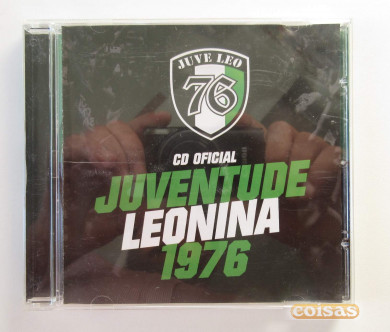 JUVE LEO
76
CD OFICIAL
JUVENTUDE
LEONINA
1976
coisas